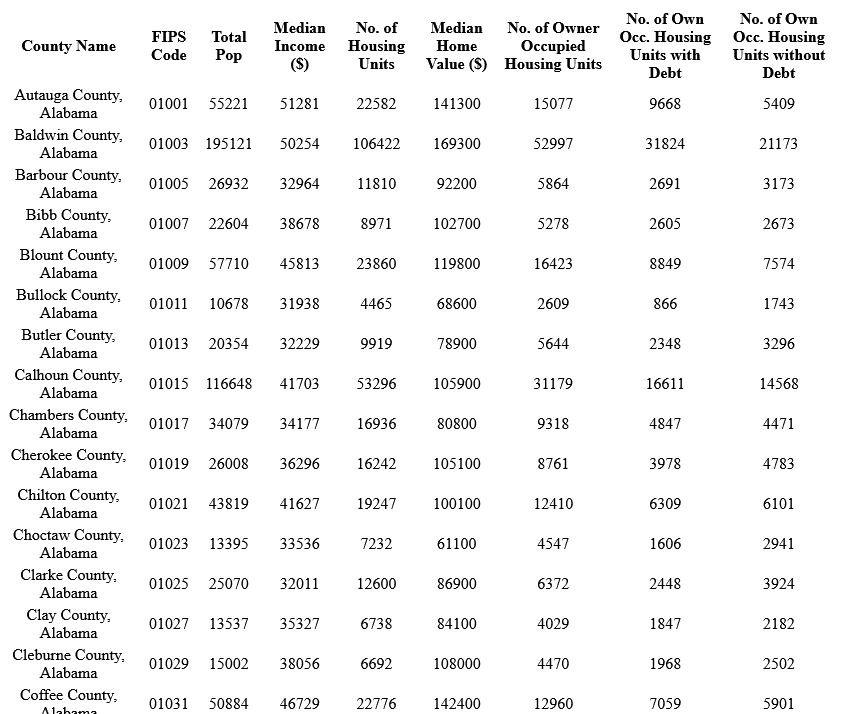 County Name FIPS Code Total Pop Median Income ($) No. of Housing Units Median Home Value ($) No. of Owner Occupied Housing Units No. of Own Occ. Housing Units with Debt No. of Own Occ. Housing Units without Debt
Autauga County, Alabama 01001 55221 51281 22582 141300 15077 9668 5409
Baldwin County, Alabama 01003 195121 50254 106422 169300 52997 31824 21173
Barbour County, Alabama 01005 26932 32964 11810 92200 5864 2691 3173
Bibb County, Alabama 01007 22604 38678 8971 102700 5278 2605 2673
Blount County, Alabama 01009 57710 45813 23860 119800 16423 8849 7574
Bullock County, Alabama 01011 10678 31938 4465 68600 2609 866 1743
Butler County, Alabama 01013 20354 32229 9919 78900 5644 2348 3296
Calhoun County, Alabama 01015 116648 41703 53296 105900 31179 16611 14568
Chambers County, Alabama 01017 34079 34177 16936 80800 9318 4847 4471
Cherokee County, Alabama 01019 26008 36296 16242 105100 8761 3978 4783
Chilton County, Alabama 01021 43819 41627 19247 100100 12410 6309 6101
Choctaw County, Alabama 01023 13395 33536 7232 61100 4547 1606 2941
Clarke County, Alabama 01025 25070 32011 12600 86900 6372 2448 3924
Clay County, Alabama 01027 13537 35327 6738 84100 4029 1847 2182
Cleburne County, Alabama 01029 15002 38056 6692 108000 4470 1968 2502
Coffee County, Alabama 01031 50884 46729 22776 142400 12960 7059 5901